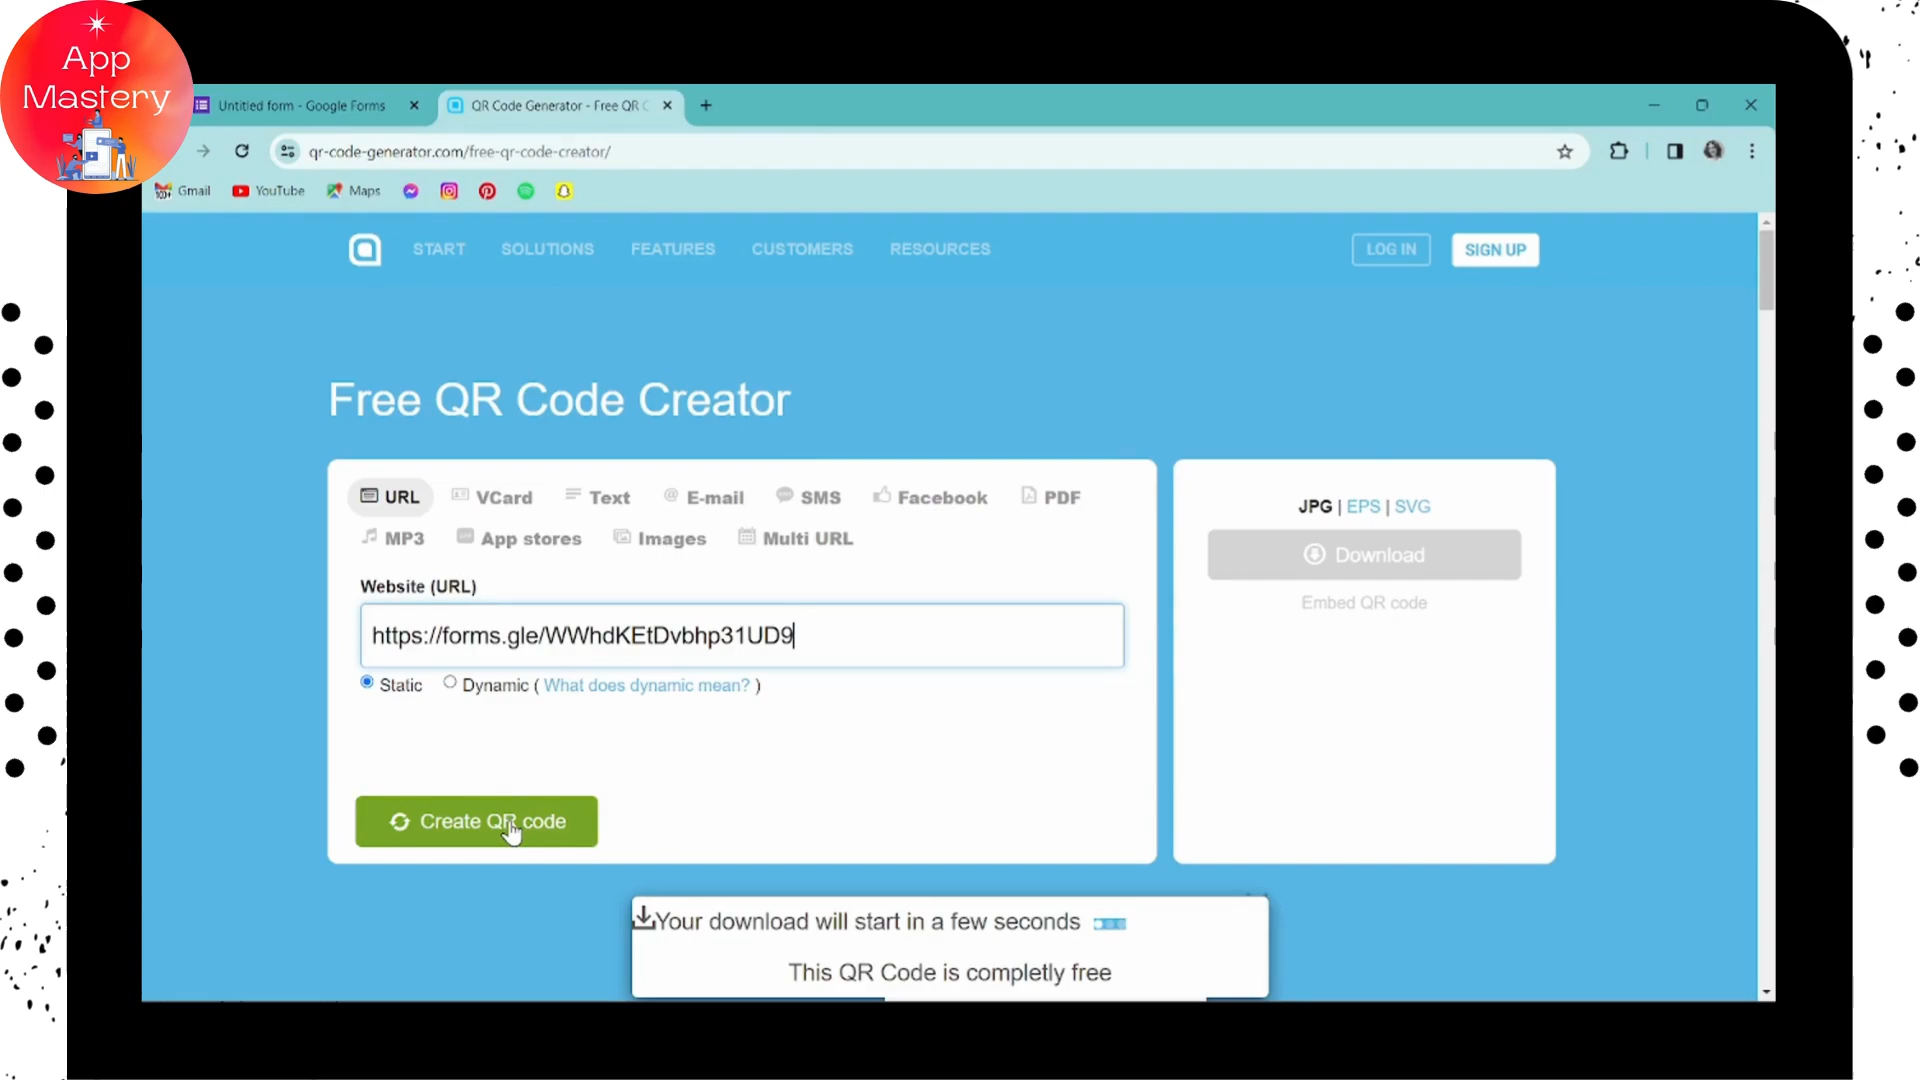 App
Mastery
Untitled form - Google Forms
QR Code Generator - Free QR C
qr-code-generator.com/free-qr-code-creator/
Gmail
YouTube
Maps
START
SOLUTIONS
FEATURES
CUSTOMERS
RESOURCES
LOG IN
SIGN UP
Free QR Code Creator
URL
VCard
Text
E-mail
SMS
Facebook
PDF
MP3
App stores
Images
Multi URL
Website (URL)
https://forms.gle/WWhdKEtDvbhp31UD9
Static
Dynamic ( What does dynamic mean? )
Create QR code
JPG | EPS | SVG
Download
Embed QR code
Your download will start in a few seconds
This QR Code is completly free